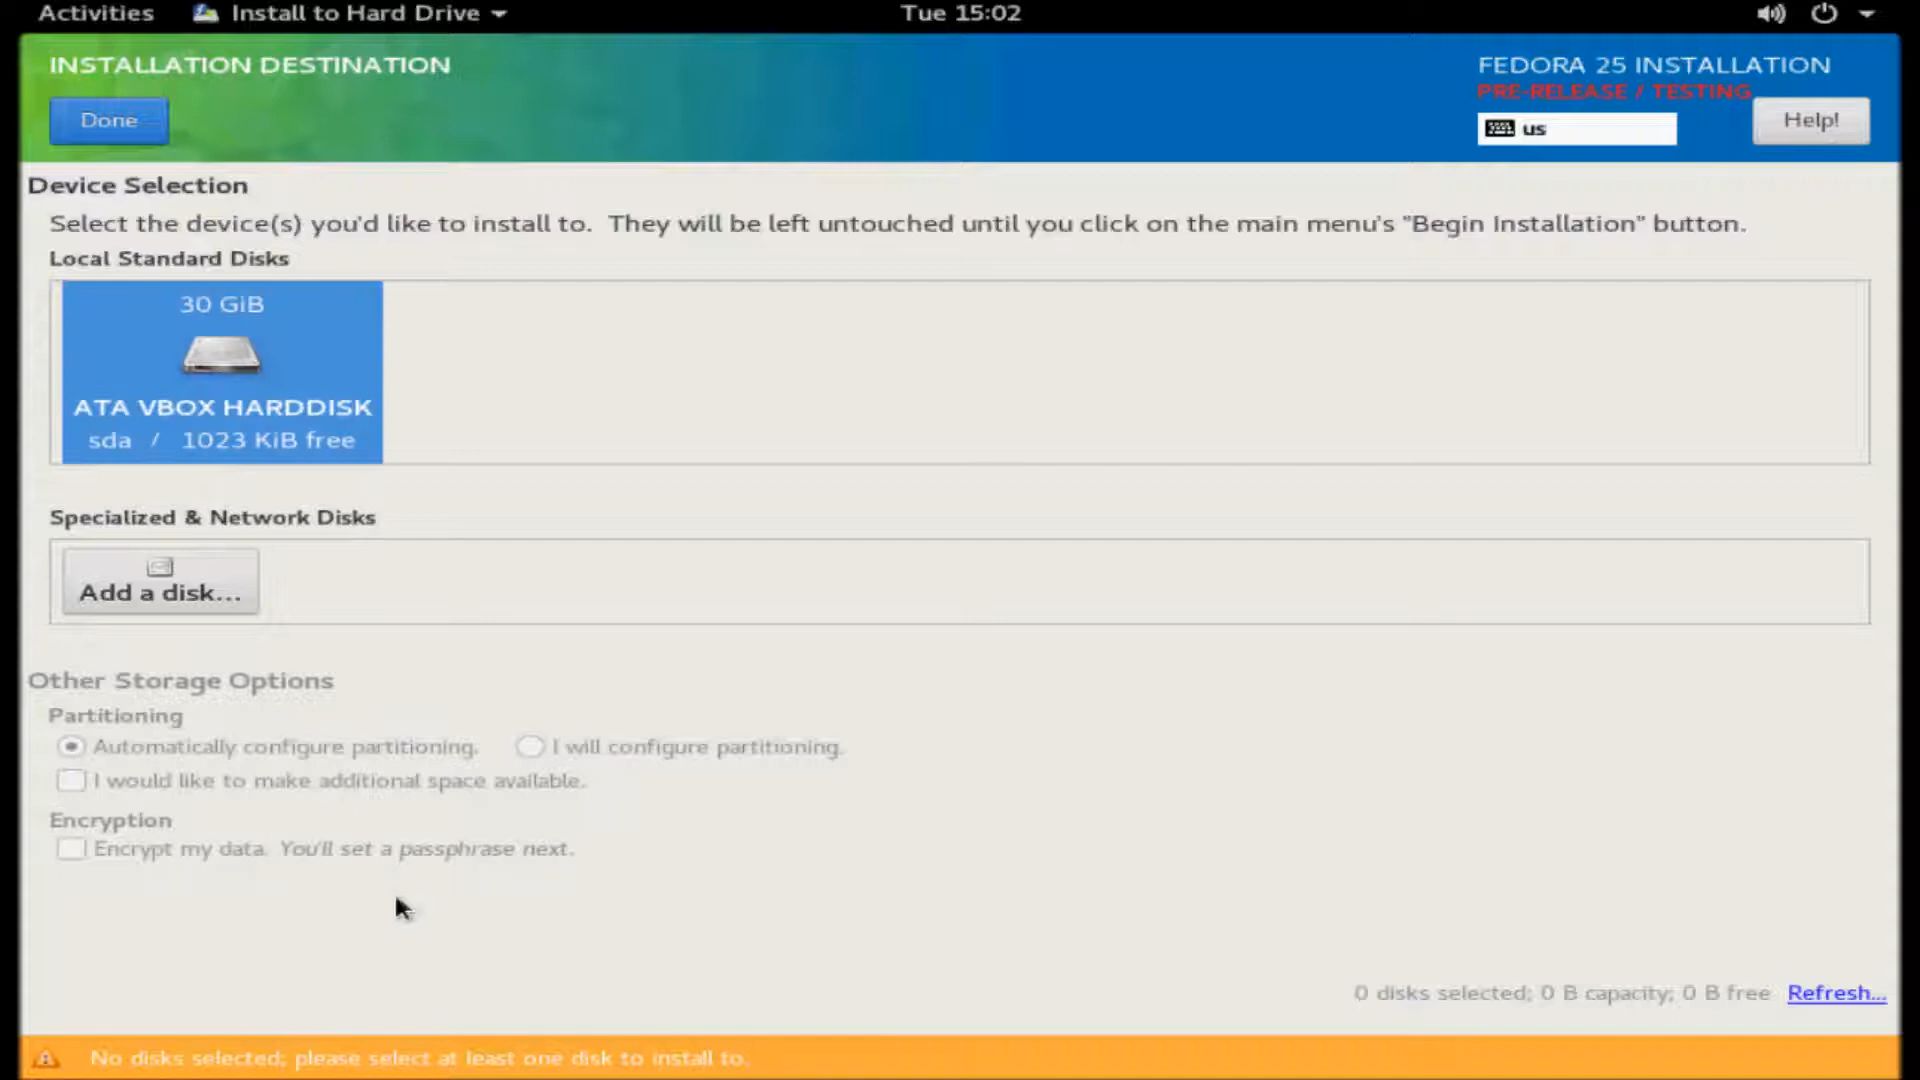 Activities Install to Hard Drive Tue 15:02
INSTALLATION DESTINATION
FEDORA 25 INSTALLATION
PRE-RELEASE / TESTING
Done
us
Help!
Device Selection
Select the device(s) you'd like to install to. They will be left untouched until you click on the main menu's "Begin Installation" button.
Local Standard Disks
30 GiB
ATA VBOX HARDDISK
sda / 1023 KiB free
Specialized & Network Disks
Add a disk...
Other Storage Options
Partitioning
Automatically configure partitioning. I will configure partitioning.
I would like to make additional space available.
Encryption
Encrypt my data. You'll set a passphrase next.
0 disks selected; 0 B capacity; 0 B free Refresh...
No disks selected; please select at least one disk to install to.